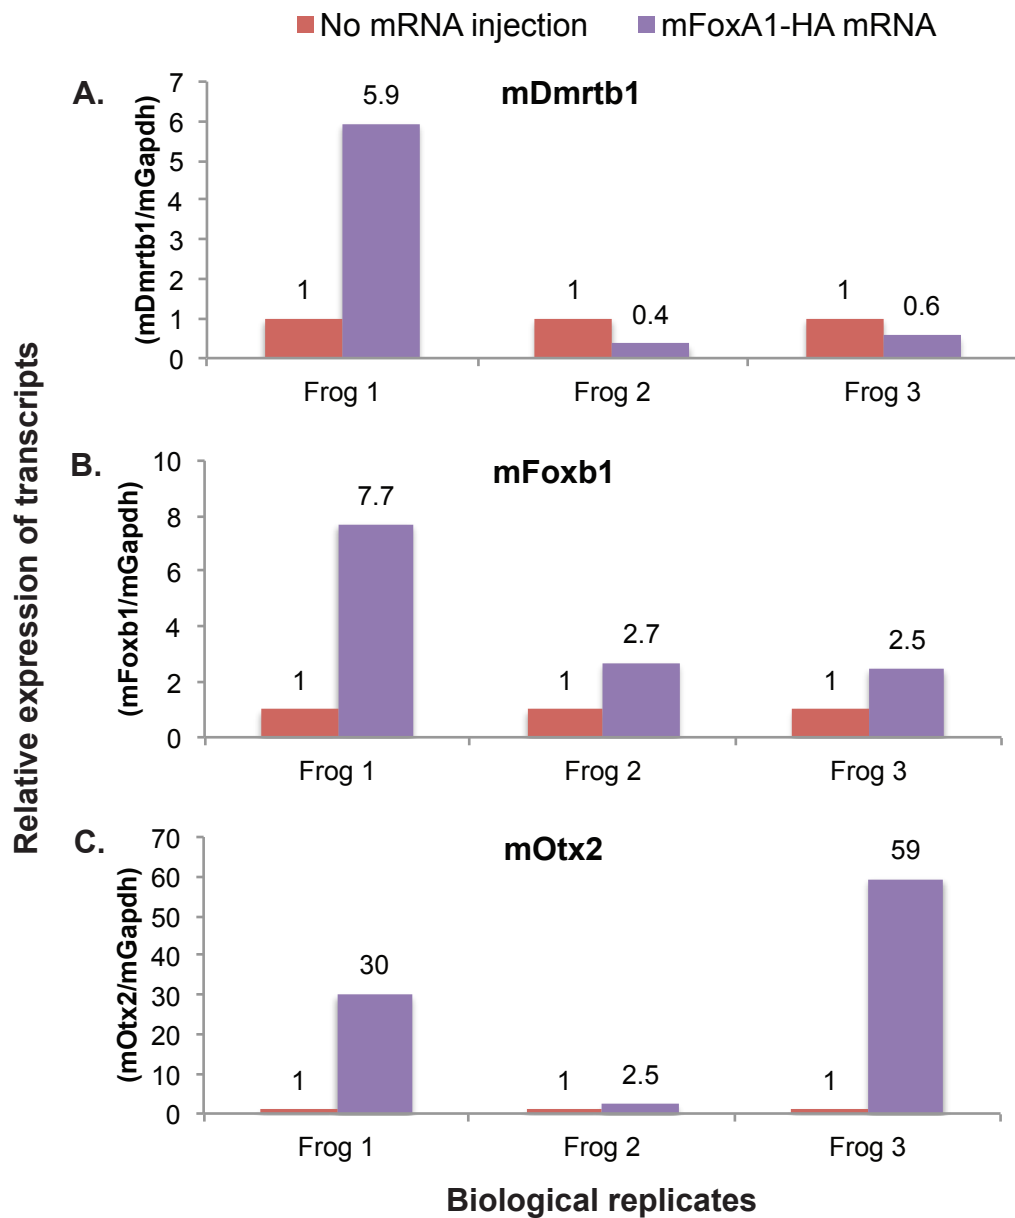 No mRNA injection mFoxA1-HA mRNA
Relative expression of transcripts
A. mDmrtb1
(mDmrtb1/mGapdh)
7
6
5
4
3
2
1
0
1 5.9 1 0.4 1 0.6
Frog 1 Frog 2 Frog 3
B. mFoxb1
(mFoxb1/mGapdh)
10
8
6
4
2
0
1 7.7 1 2.7 1 2.5
Frog 1 Frog 2 Frog 3
C. mOtx2
(mOtx2/mGapdh)
70
60
50
40
30
20
10
0
1 30 1 2.5 1 59
Frog 1 Frog 2 Frog 3
Biological replicates